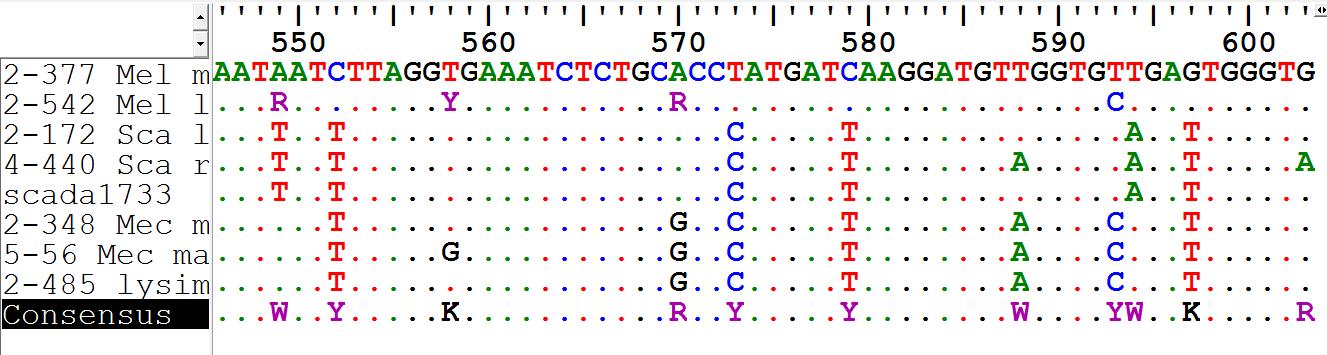 550 560 570 580 590 600
2-377 Mel m AATAATCTTAGGTGAAATCTCTGCACCTATGATCAAGGATGTTGGTGTTGAGTGGGTG
2-542 Mel l ...R........Y...........R......................C..........
2-172 Sca l ...T..T....................C.....T..............A..T......
4-440 Sca r ...T..T....................C.....T........A.....A..T.....A
scada1733 ...T..T....................C.....T..............A..T......
2-348 Mec m ......T.................G..C.....T........A....C...T......
5-56 Mec ma ......T.....G...........G..C.....T........A....C...T......
2-485 lysim ......T.................G..C.....T........A....C...T......
Consensus ...W..Y.....K...........R..Y.....Y........W....YW..K.....R